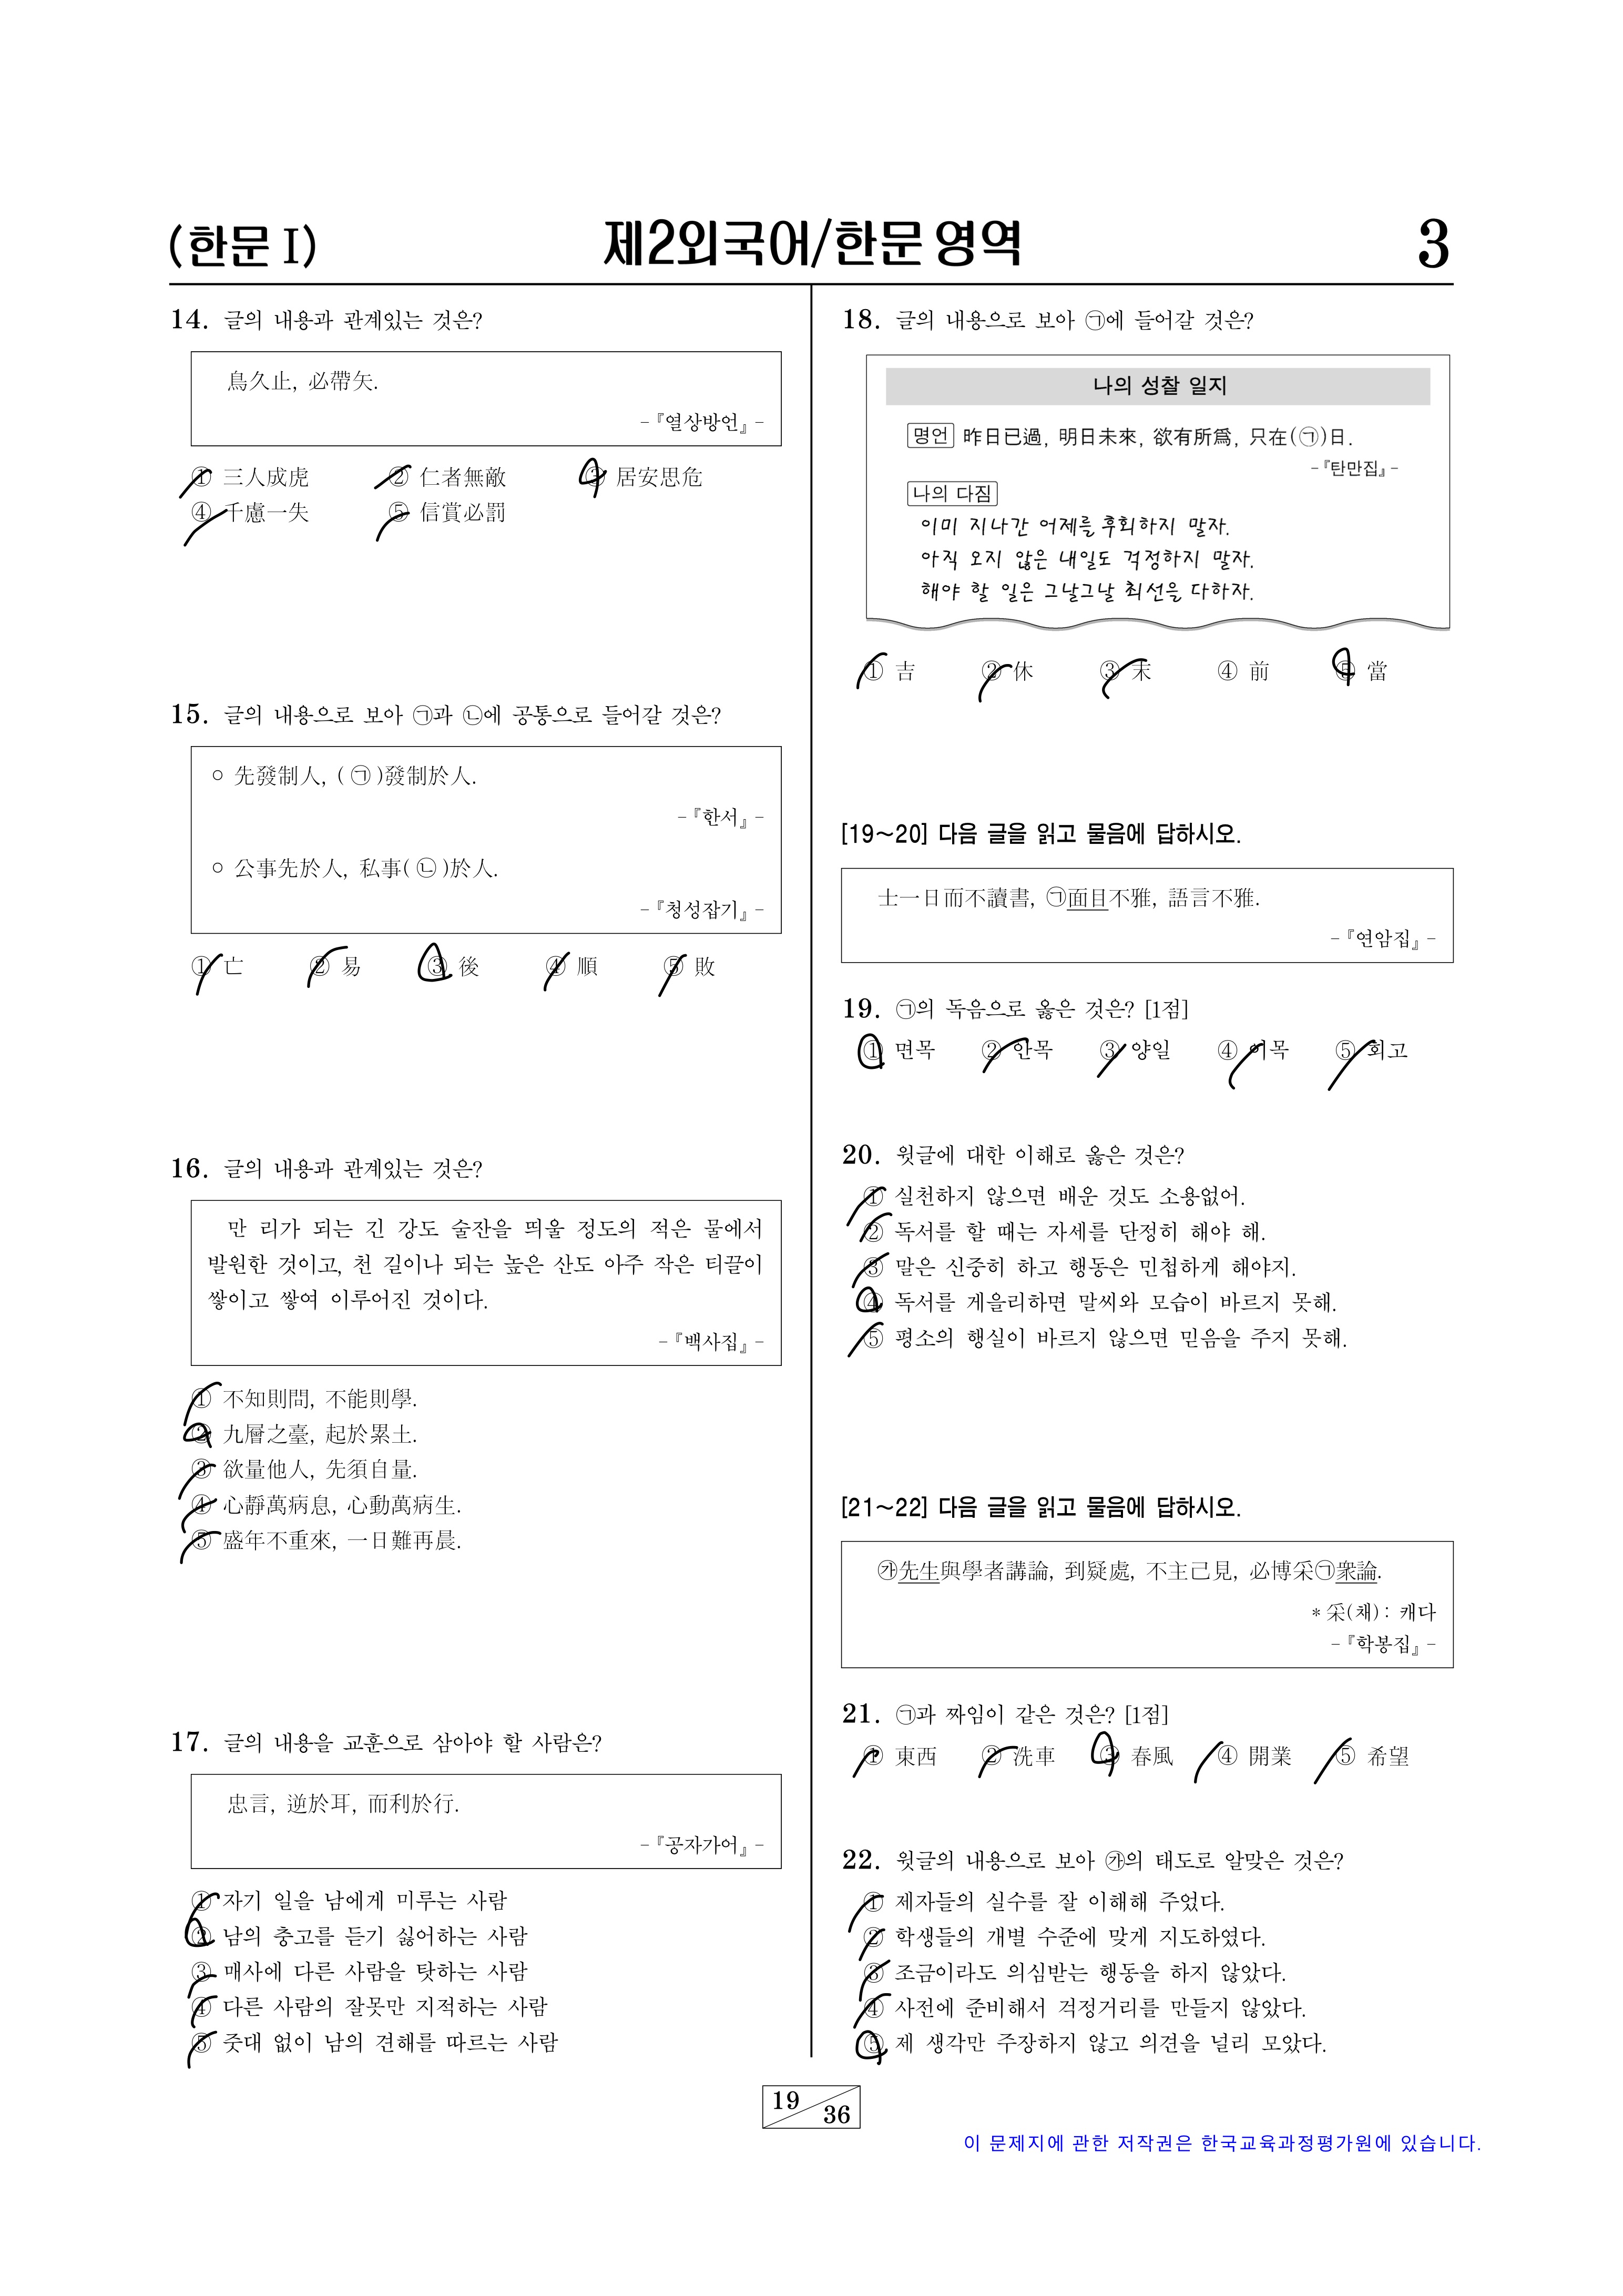 (한문 I)
제2외국어/한문 영역
3
14. 글의 내용과 관계있는 것은?
鳥久止, 必帶矢.
-『열상방언』-
① 三人成虎 ② 仁者無敵 ③ 居安思危
④ 千慮一失 ⑤ 信賞必罰
15. 글의 내용으로 보아 ㉠과 ㉡에 공통으로 들어갈 것은?
○ 先發制人, ( ㉠ )發制於人.
-『한서』-
○ 公事先於人, 私事( ㉡ )於人.
-『청성잡기』-
① 亡 ② 易 ③ 後 ④ 順 ⑤ 敗
16. 글의 내용과 관계있는 것은?
만 리가 되는 긴 강도 술잔을 띄울 정도의 적은 물에서
발원한 것이고, 천 길이나 되는 높은 산도 아주 작은 티끌이
쌓이고 쌓여 이루어진 것이다.
-『백사집』-
① 不知則問, 不能則學.
② 九層之臺, 起於累土.
③ 欲量他人, 先須自量.
④ 心靜萬病息, 心動萬病生.
⑤ 盛年不重來, 一日難再晨.
17. 글의 내용을 교훈으로 삼아야 할 사람은?
忠言, 逆於耳, 而利於行.
-『공자가어』-
① 자기 일을 남에게 미루는 사람
② 남의 충고를 듣기 싫어하는 사람
③ 매사에 다른 사람을 탓하는 사람
④ 다른 사람의 잘못만 지적하는 사람
⑤ 줏대 없이 남의 견해를 따르는 사람
18. 글의 내용으로 보아 ㉠에 들어갈 것은?
나의 성찰 일지
명언 昨日已過, 明日未來, 欲有所爲, 只在(㉠)日.
-『탄만집』-
나의 다짐
이미 지나간 어제를 후회하지 말자.
아직 오지 않은 내일도 걱정하지 말자.
해야 할 일은 그날그날 최선을 다하자.
① 吉 ② 休 ③ 末 ④ 前 ⑤ 當
[19~20] 다음 글을 읽고 물음에 답하시오.
士一日而不讀書, ㉠面目不雅, 語言不雅.
-『연암집』-
19. ㉠의 독음으로 옳은 것은? [1점]
① 면목 ② 안목 ③ 양일 ④ 이목 ⑤ 회고
20. 윗글에 대한 이해로 옳은 것은?
① 실천하지 않으면 배운 것도 소용없어.
② 독서를 할 때는 자세를 단정히 해야 해.
③ 말은 신중히 하고 행동은 민첩하게 해야지.
④ 독서를 게을리하면 말씨와 모습이 바르지 못해.
⑤ 평소의 행실이 바르지 않으면 믿음을 주지 못해.
[21~22] 다음 글을 읽고 물음에 답하시오.
㉮先生與學者講論, 到疑處, 不主己見, 必博采㉠衆論.
* 采(채) : 캐다
-『학봉집』-
21. ㉠과 짜임이 같은 것은? [1점]
① 東西 ② 洗車 ③ 春風 ④ 開業 ⑤ 希望
22. 윗글의 내용으로 보아 ㉮의 태도로 알맞은 것은?
① 제자들의 실수를 잘 이해해 주었다.
② 학생들의 개별 수준에 맞게 지도하였다.
③ 조금이라도 의심받는 행동을 하지 않았다.
④ 사전에 준비해서 걱정거리를 만들지 않았다.
⑤ 제 생각만 주장하지 않고 의견을 널리 모았다.
19
36
이 문제지에 관한 저작권은 한국교육과정평가원에 있습니다.